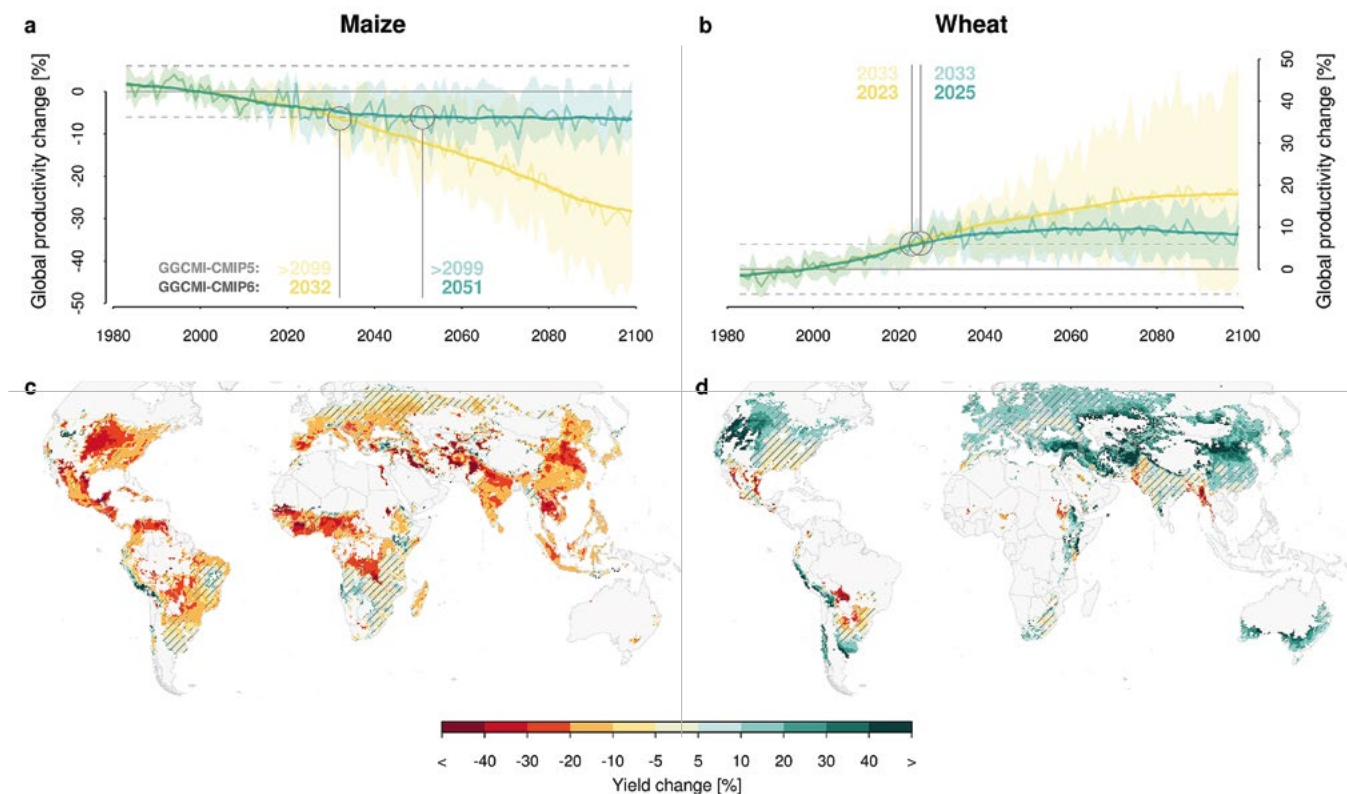 a
Maize
b
Wheat
Global productivity change [%]
0
-10
-20
-30
-40
-50
GGCMI-CMIP5: >2099 >2099
GGCMI-CMIP6: 2032 2051
1980 2000 2020 2040 2060 2080 2100
2033 2033
2023 2025
50
40
30
20
10
0
Global productivity change [%]
1980 2000 2020 2040 2060 2080 2100
c
d
< -40 -30 -20 -10 -5 5 10 20 30 40 >
Yield change [%]